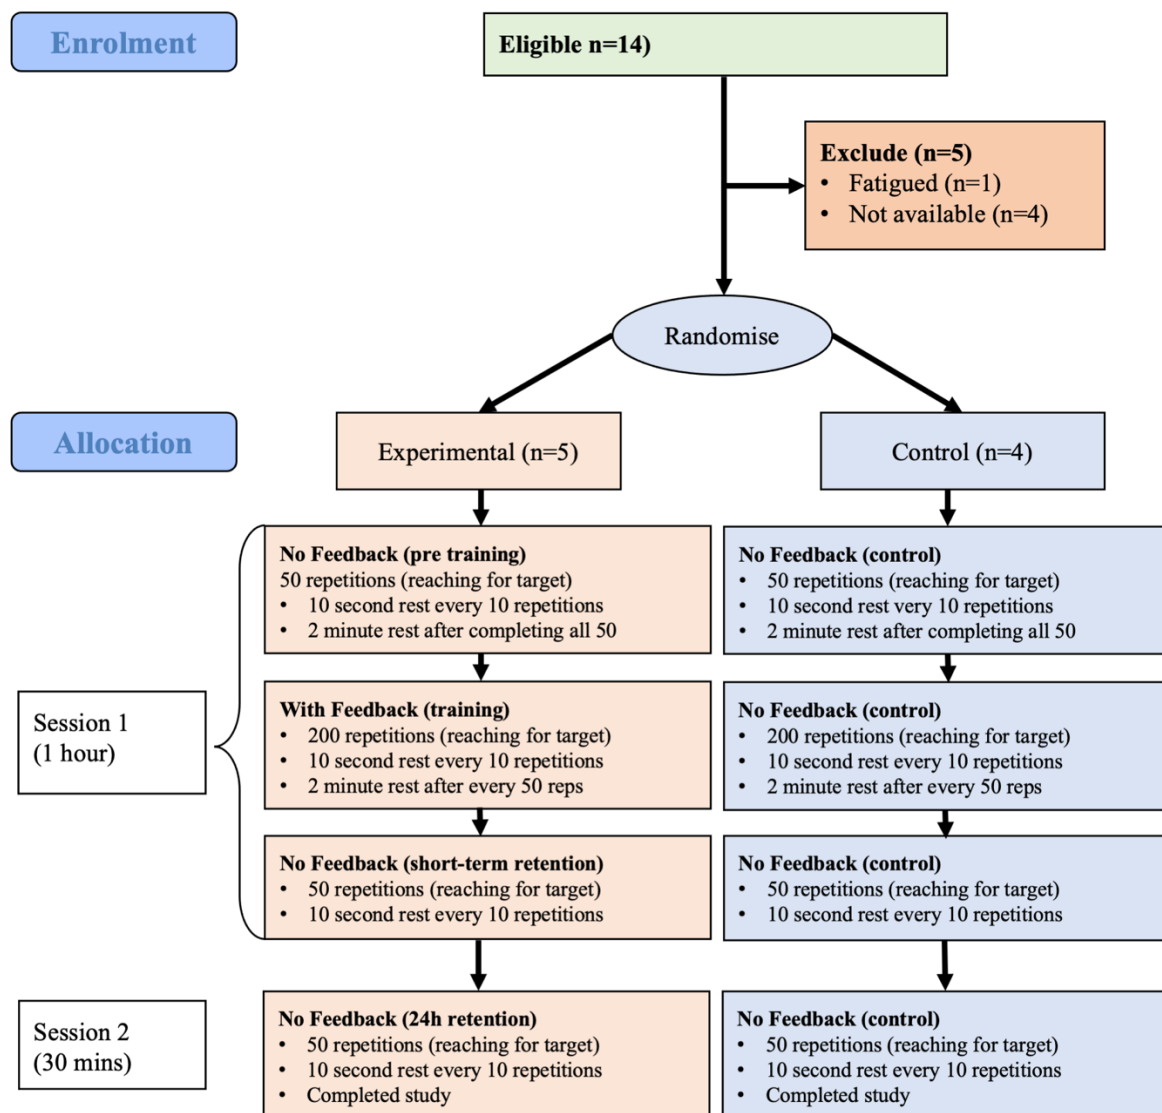 Enrolment
Eligible n=14)
Exclude (n=5)
• Fatigued (n=1)
• Not available (n=4)
Randomise
Allocation
Experimental (n=5)
Control (n=4)
Session 1
(1 hour)
No Feedback (pre training)
50 repetitions (reaching for target)
• 10 second rest every 10 repetitions
• 2 minute rest after completing all 50
No Feedback (control)
• 50 repetitions (reaching for target)
• 10 second rest very 10 repetitions
• 2 minute rest after completing all 50
With Feedback (training)
• 200 repetitions (reaching for target)
• 10 second rest every 10 repetitions
• 2 minute rest after every 50 reps
No Feedback (control)
• 200 repetitions (reaching for target)
• 10 second rest every 10 repetitions
• 2 minute rest after every 50 reps
No Feedback (short-term retention)
• 50 repetitions (reaching for target)
• 10 second rest every 10 repetitions
No Feedback (control)
• 50 repetitions (reaching for target)
• 10 second rest every 10 repetitions
Session 2
(30 mins)
No Feedback (24h retention)
• 50 repetitions (reaching for target)
• 10 second rest every 10 repetitions
• Completed study
No Feedback (control)
• 50 repetitions (reaching for target)
• 10 second rest every 10 repetitions
• Completed study